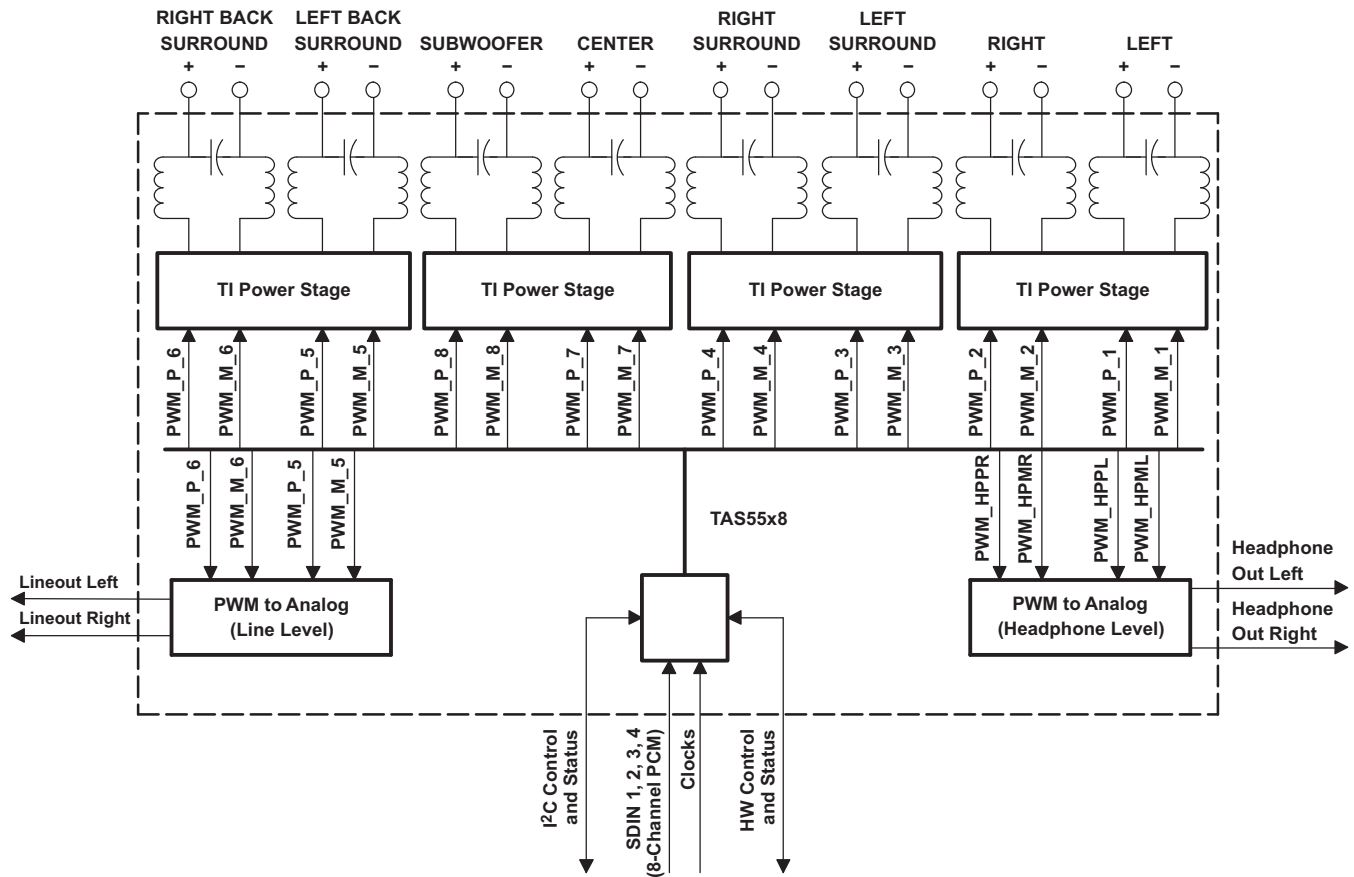 RIGHT BACK
SURROUND
LEFT BACK
SURROUND
SUBWOOFER
CENTER
RIGHT
SURROUND
LEFT
SURROUND
RIGHT
LEFT
+ − + − + − + − + − + − + − + −
TI Power Stage
TI Power Stage
TI Power Stage
TI Power Stage
PWM_P_6
PWM_M_6
PWM_P_5
PWM_M_5
PWM_P_8
PWM_M_8
PWM_P_7
PWM_M_7
PWM_P_4
PWM_M_4
PWM_P_3
PWM_M_3
PWM_P_2
PWM_M_2
PWM_P_1
PWM_M_1
PWM_P_6
PWM_M_6
PWM_P_5
PWM_M_5
PWM_HPPR
PWM_HPMR
PWM_HPPL
PWM_HPML
TAS55x8
Lineout Left
Lineout Right
PWM to Analog
(Line Level)
PWM to Analog
(Headphone Level)
Headphone
Out Left
Headphone
Out Right
I²C Control
and Status
SDIN 1, 2, 3, 4
(8-Channel PCM)
Clocks
HW Control
and Status